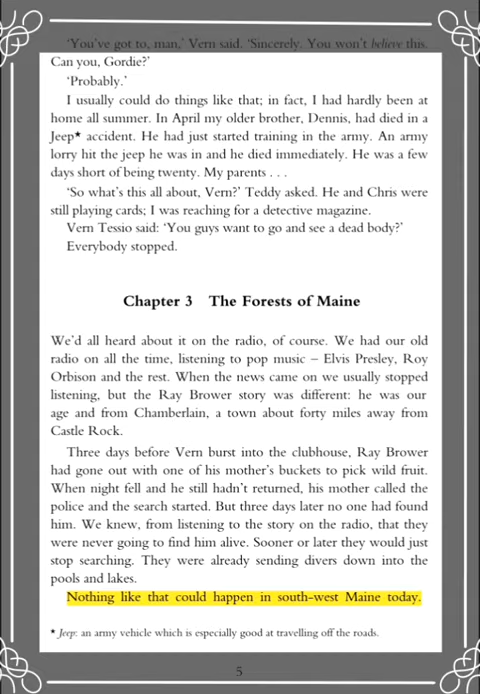 ‘You’ve got to, man,’ Vern said. ‘Sincerely. You won’t believe this.
Can you, Gordie?’
‘Probably.’
I usually could do things like that; in fact, I had hardly been at
home all summer. In April my older brother, Dennis, had died in a
Jeep* accident. He had just started training in the army. An army
lorry hit the jeep he was in and he died immediately. He was a few
days short of being twenty. My parents . . .
‘So what’s this all about, Vern?’ Teddy asked. He and Chris were
still playing cards; I was reaching for a detective magazine.
Vern Tessio said: ‘You guys want to go and see a dead body?’
Everybody stopped.
Chapter 3 The Forests of Maine
We’d all heard about it on the radio, of course. We had our old
radio on all the time, listening to pop music – Elvis Presley, Roy
Orbison and the rest. When the news came on we usually stopped
listening, but the Ray Brower story was different: he was our
age and from Chamberlain, a town about forty miles away from
Castle Rock.
Three days before Vern burst into the clubhouse, Ray Brower
had gone out with one of his mother’s buckets to pick wild fruit.
When night fell and he still hadn’t returned, his mother called the
police and the search started. But three days later no one had found
him. We knew, from listening to the story on the radio, that they
were never going to find him alive. Sooner or later they would just
stop searching. They were already sending divers down into the
pools and lakes.
Nothing like that could happen in south-west Maine today.
* Jeep: an army vehicle which is especially good at travelling off the roads.
5